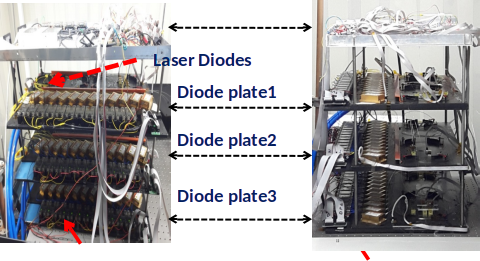 Laser Diodes
Diode plate1
Diode plate2
Diode plate3